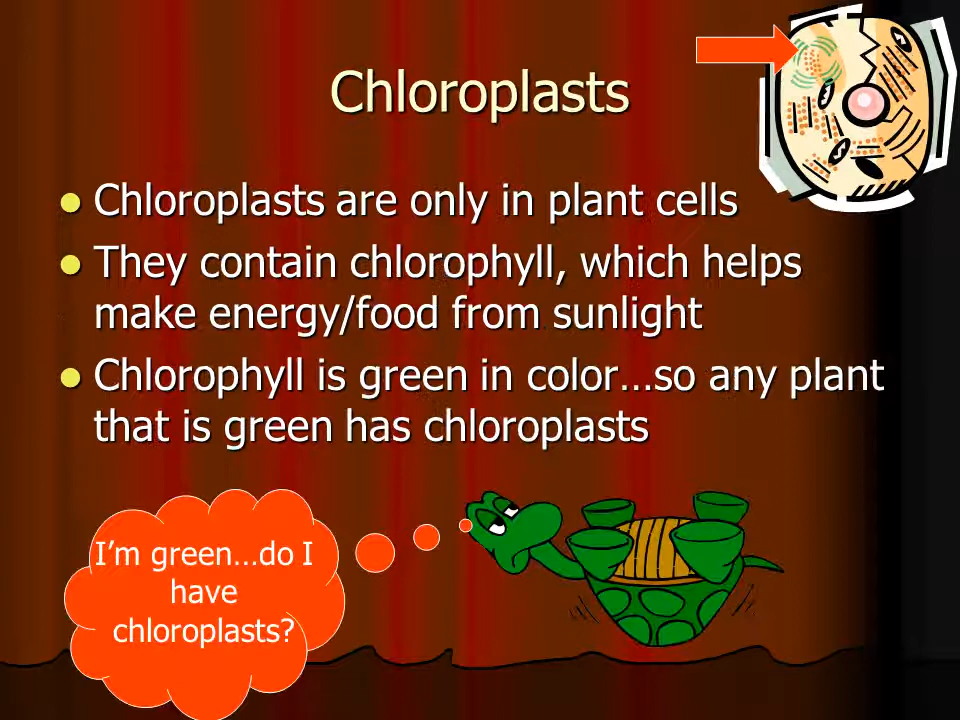 Chloroplasts
Chloroplasts are only in plant cells
They contain chlorophyll, which helps
make energy/food from sunlight
Chlorophyll is green in color…so any plant
that is green has chloroplasts
I’m green…do I
have
chloroplasts?